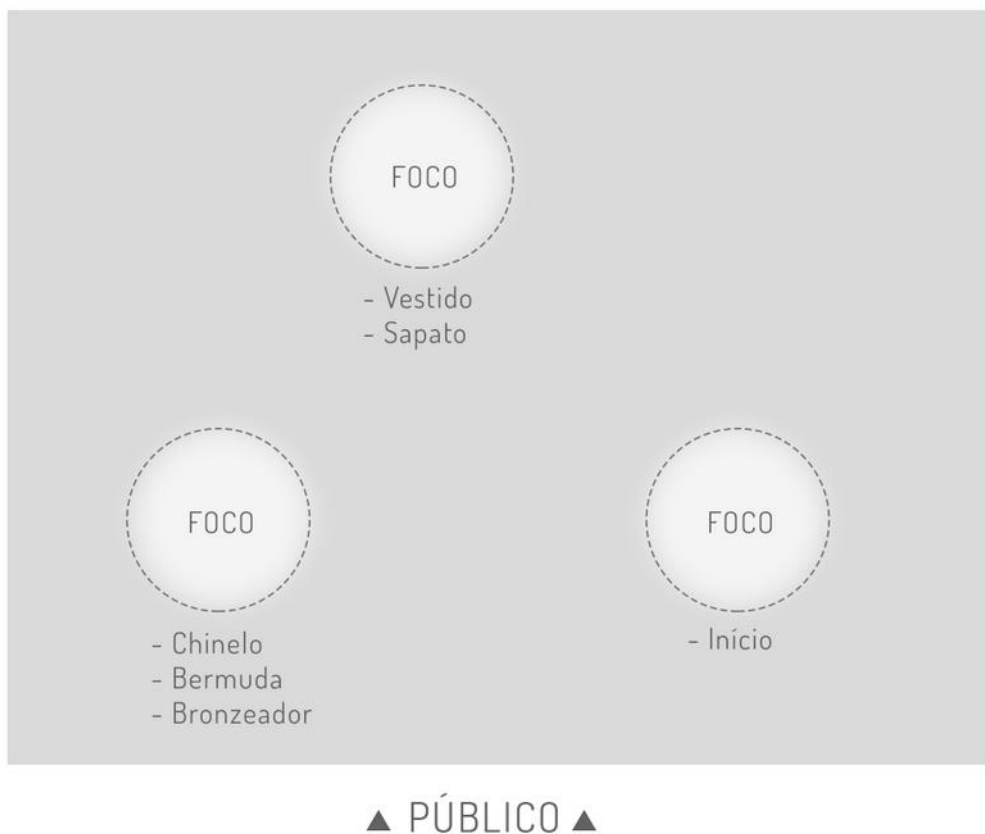 FOCO
- Vestido
- Sapato
FOCO
- Chinelo
- Bermuda
- Bronzeador
FOCO
- Início
▲ PÚBLICO ▲